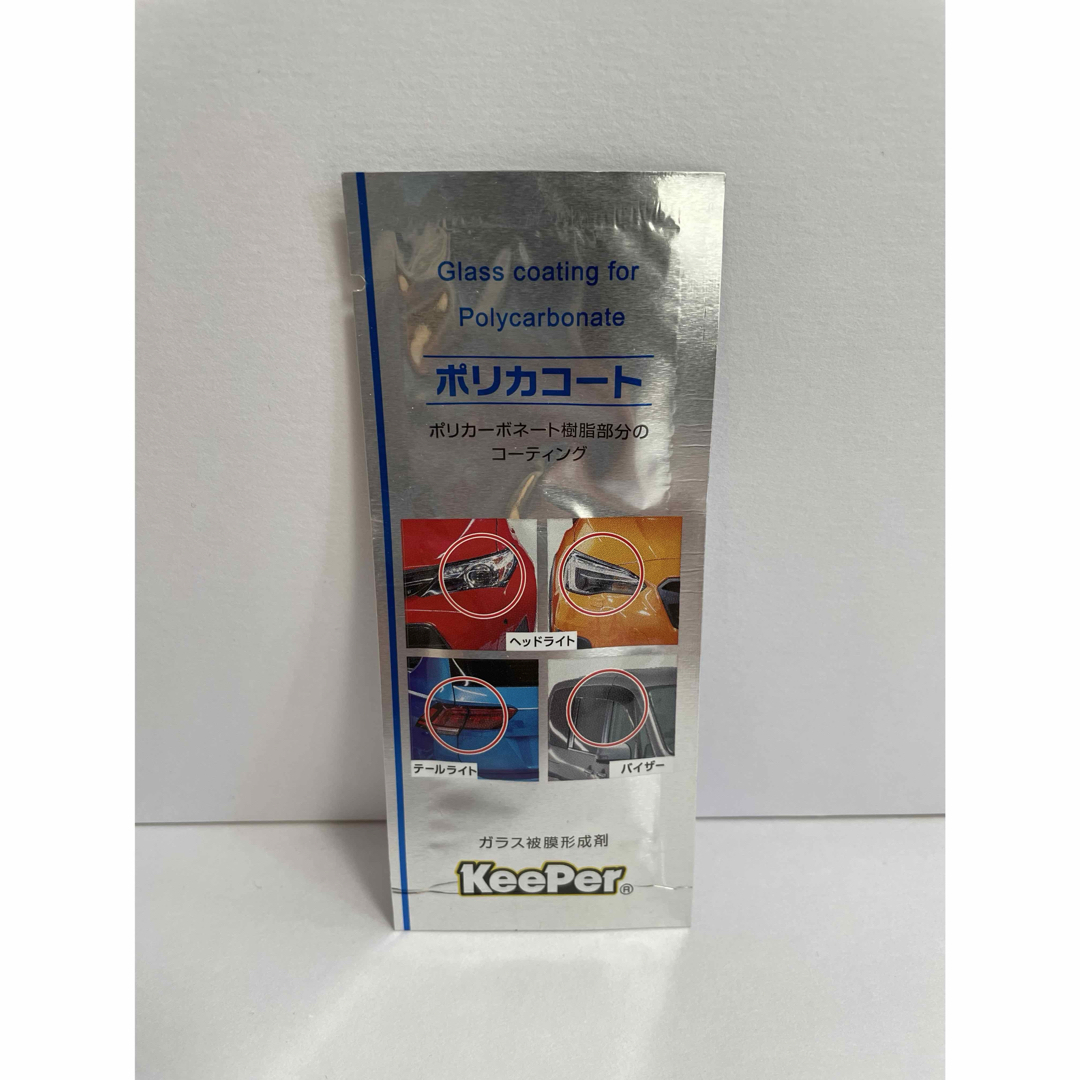 Glass coating for
Polycarbonate
ポリカコート
ポリカーボネート樹脂部分の
コーティング
ヘッドライト
テールライト
バイザー
ガラス被膜形成剤
KeePer®